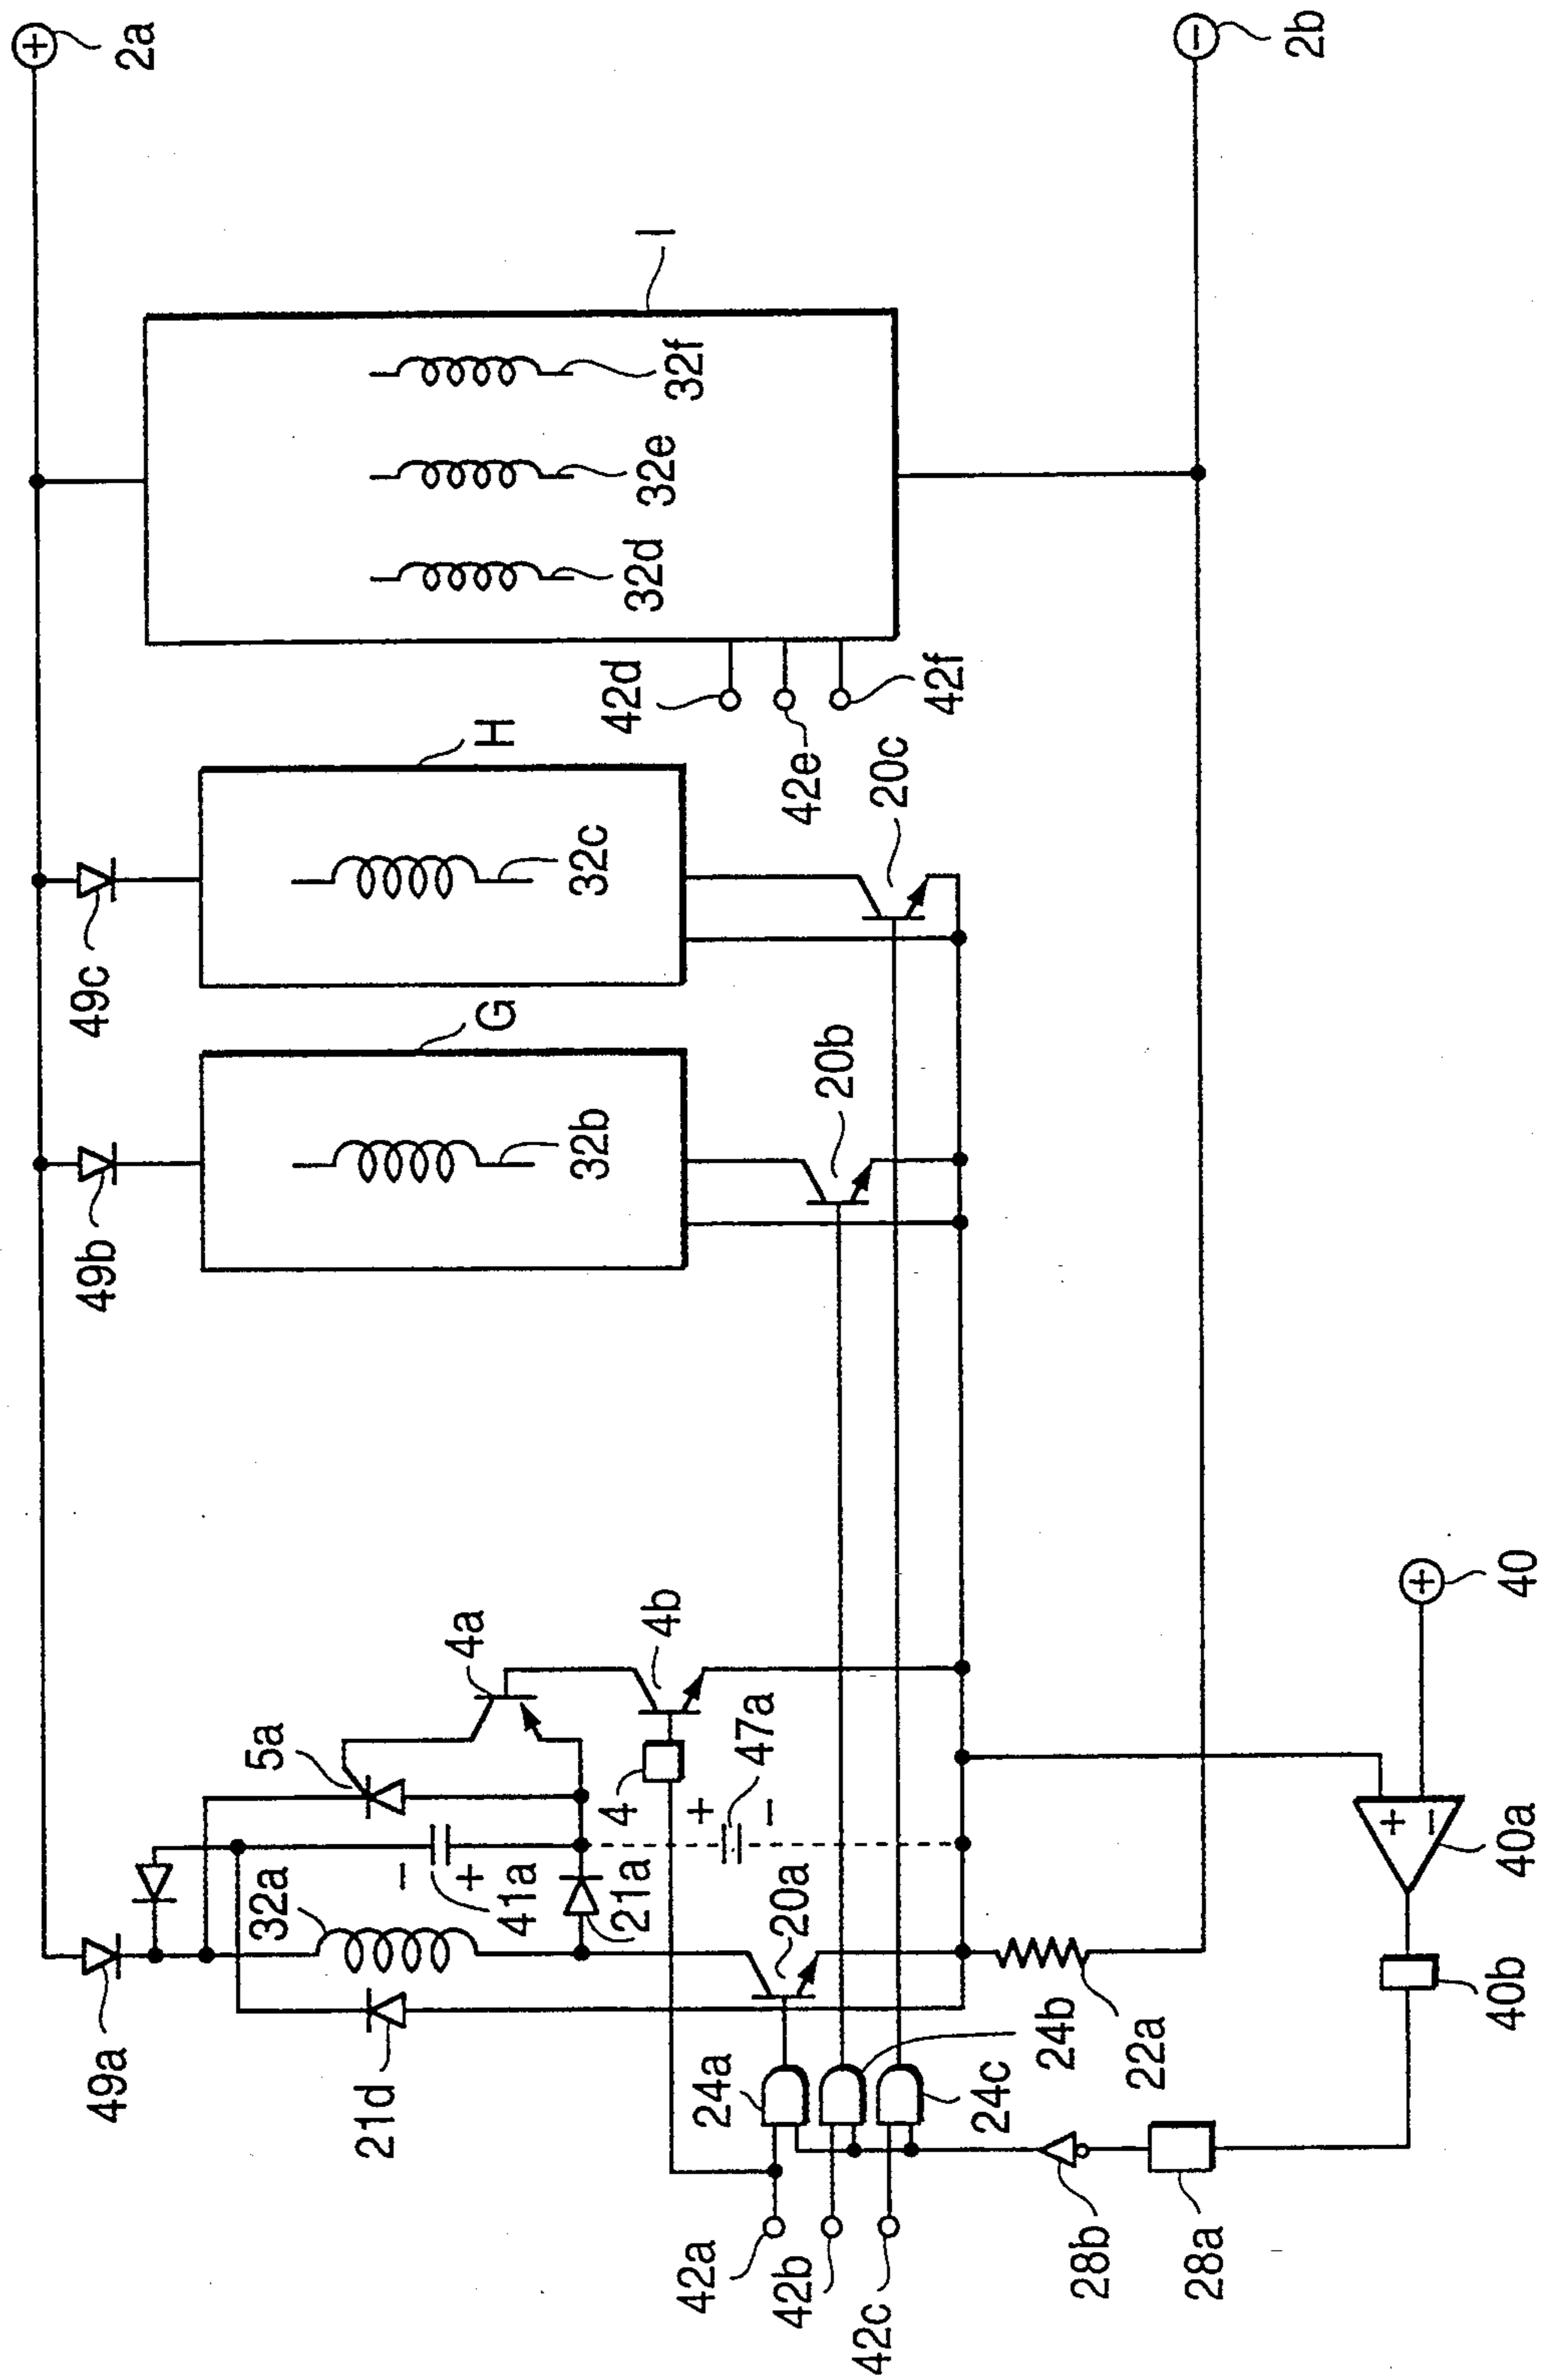 +
2a
−
2b
I
32f
32e
32d
42d
42e
42f
H
32c
49c
20c
G
32b
49b
20b
4a
4b
5a
4
47a
+
−
−
+
41a
32a
21a
20a
49a
21d
24a
24b
24c
22a
42a
42b
42c
28b
28a
+
40
+
−
40a
40b